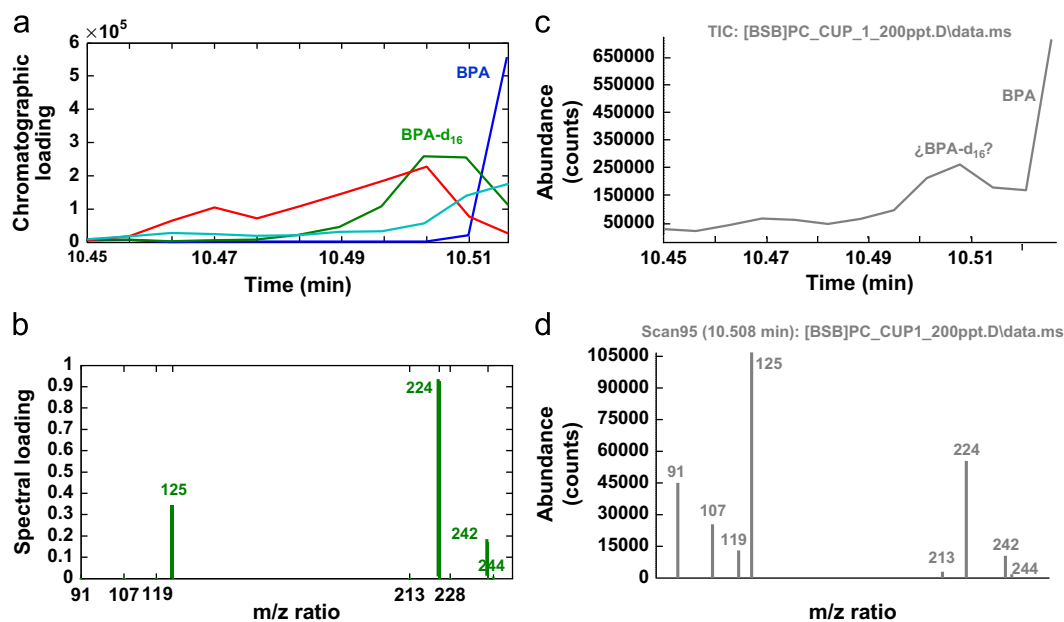 a
×10⁵
6
5
4
3
2
1
0
Chromatographic
loading
BPA
BPA-d₁₆
10.45
10.47
10.49
10.51
Time (min)
c
TIC: [BSB]PC_CUP_1_200ppt.D\data.ms
650000
550000
450000
350000
250000
150000
50000
Abundance
(counts)
BPA
¿BPA-d₁₆?
10.45
10.47
10.49
10.51
Time (min)
b
1
0.9
0.8
0.7
0.6
0.5
0.4
0.3
0.2
0.1
0
Spectral loading
125
224
242
244
91
107
119
213
228
m/z ratio
d
Scan95 (10.508 min): [BSB]PC_CUP1_200ppt.D\data.ms
105000
90000
75000
60000
45000
30000
15000
0
Abundance
(counts)
91
107
119
125
213
224
242
244
m/z ratio